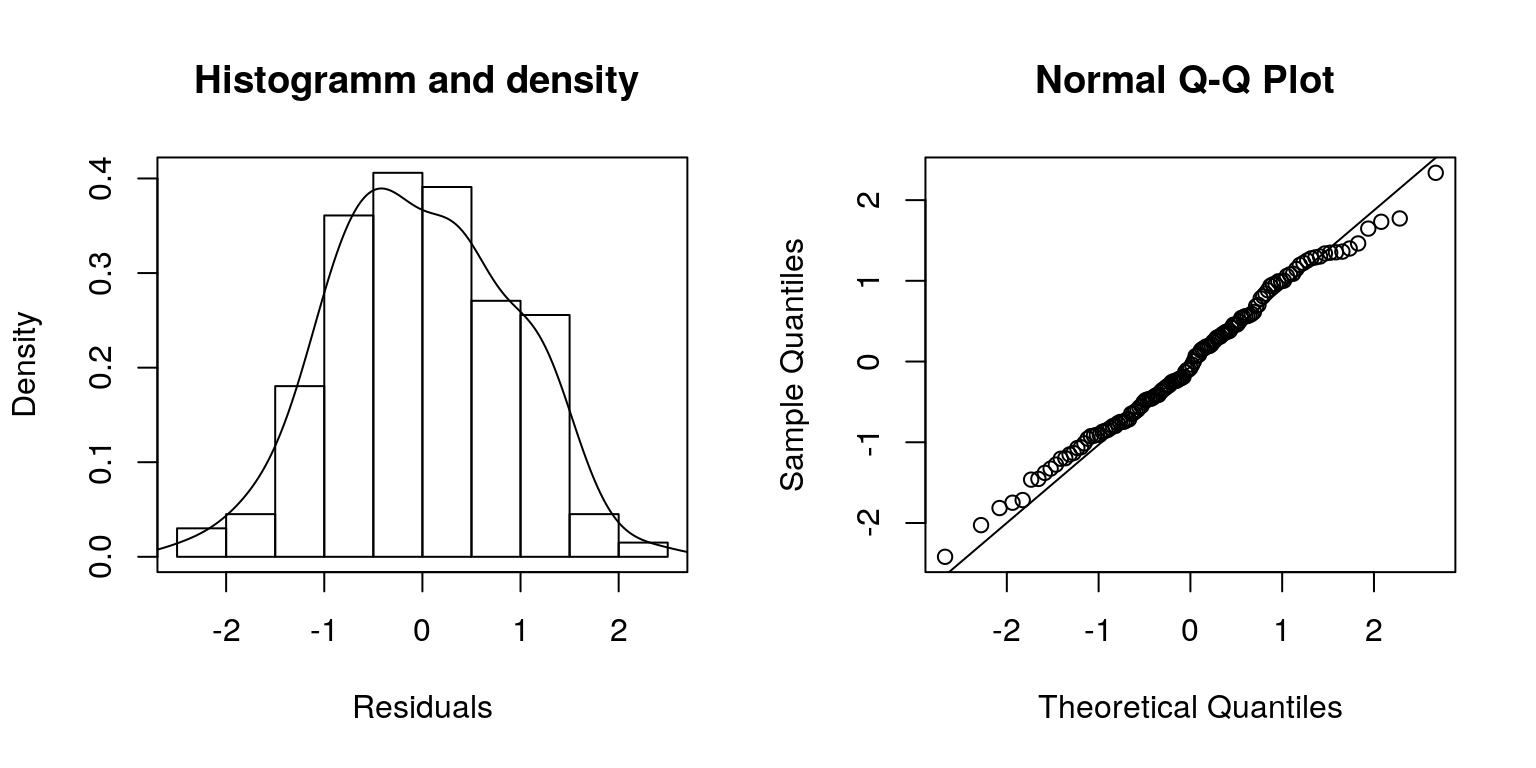 Histogramm and density
Density
0.0 0.1 0.2 0.3 0.4
-2 -1 0 1 2
Residuals
Normal Q-Q Plot
Sample Quantiles
-2 -1 0 1 2
-2 -1 0 1 2
Theoretical Quantiles